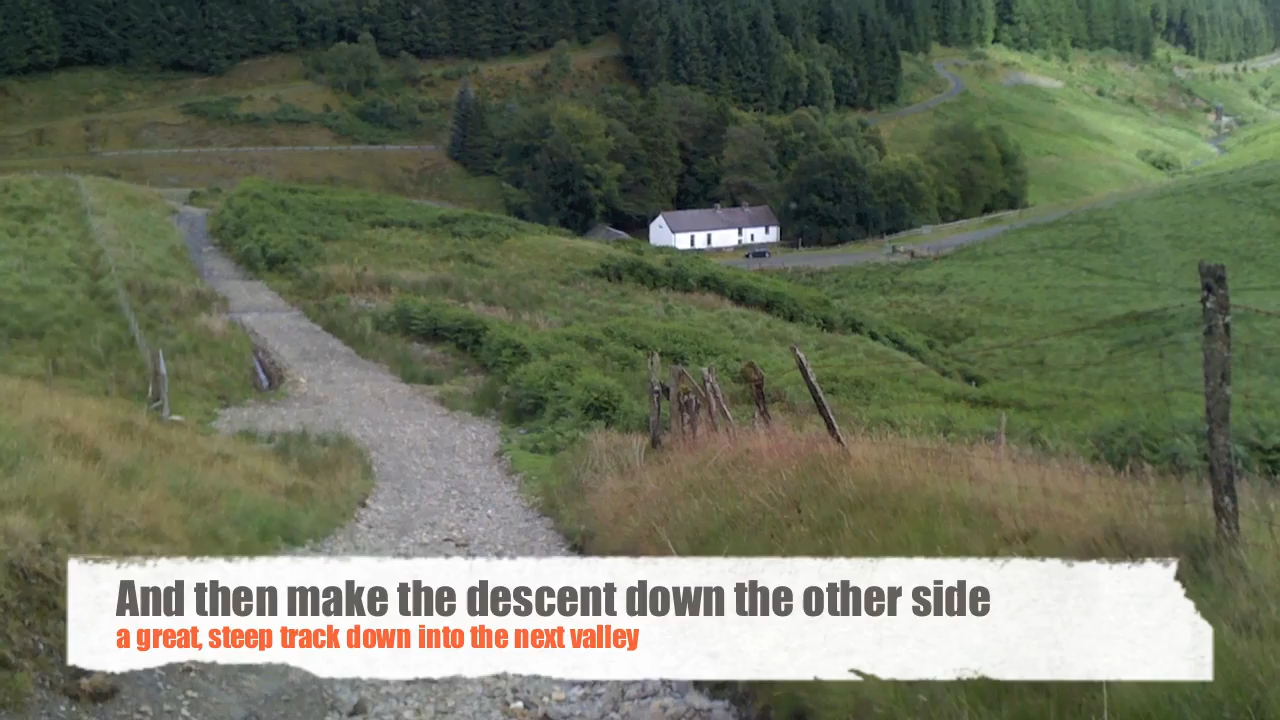 And then make the descent down the other side
a great, steep track down into the next valley